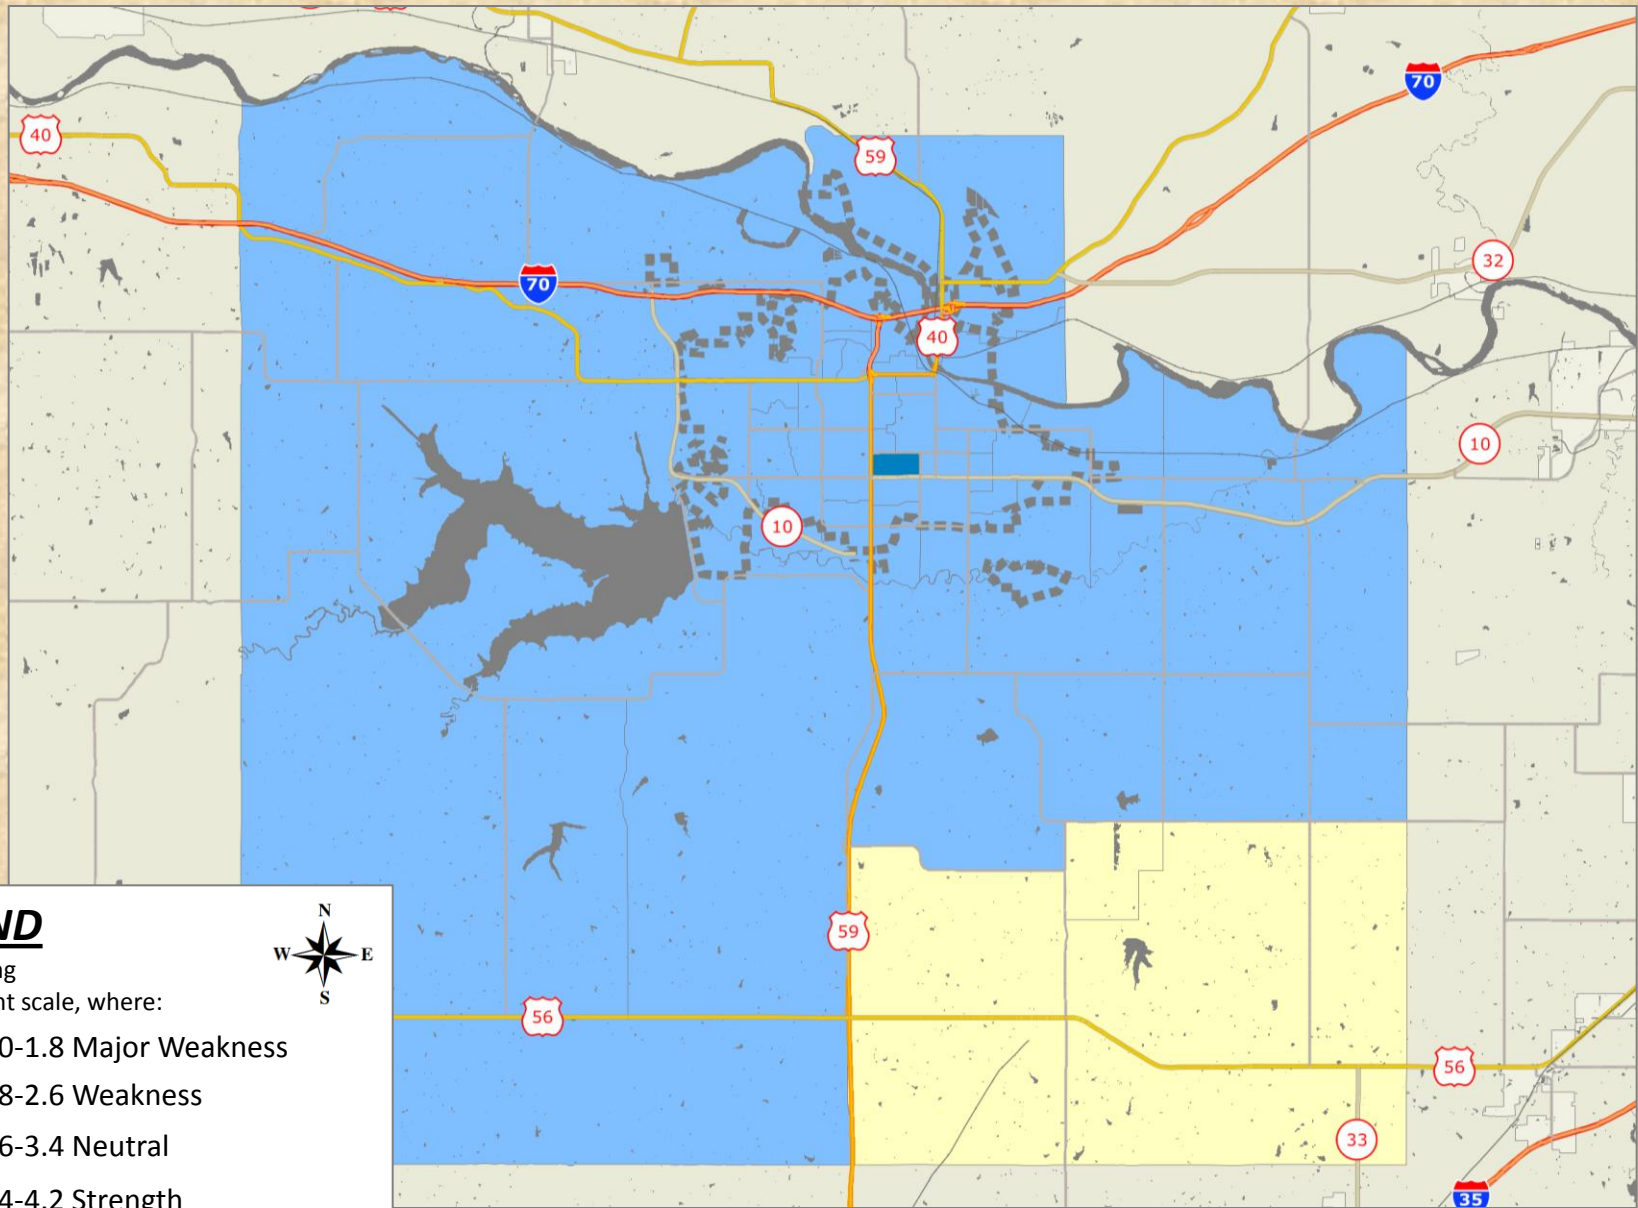 70
40
59
70
32
40
10
10
59
56
56
33
35
ND
N
W E
S
ng
nt scale, where:
0-1.8 Major Weakness
8-2.6 Weakness
6-3.4 Neutral
4-4.2 Strength